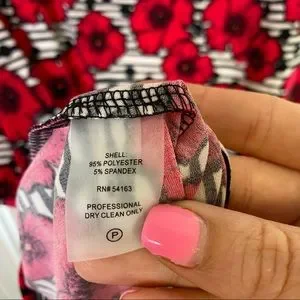 SHELL:
95% POLYESTER
5% SPANDEX
RN# 54163
PROFESSIONAL
DRY CLEAN ONLY
P